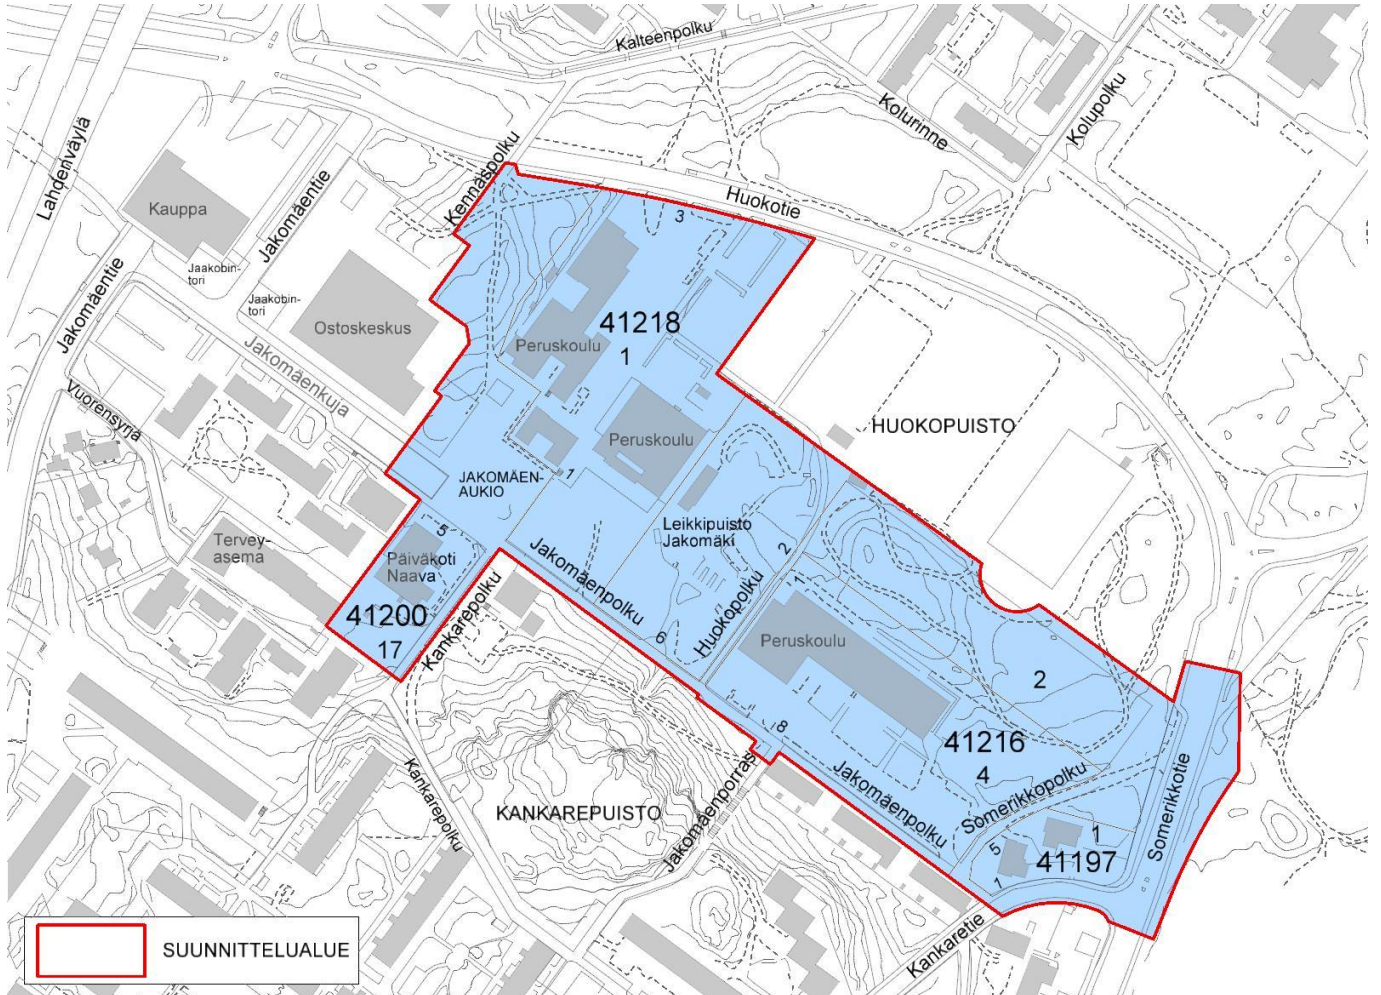 Kalteenpolku
Kolurinne
Kolupolku
Lahdenväylä
Kennäspolku
Kauppa
Jakomäentie
Huokotie
3
Jaakobin-
tori
Jakomäentie
Jaakobin-
tori
Ostoskeskus
41218
1
Peruskoulu
Jakomäenkuja
Vuorensyrjä
HUOKOPUISTO
Peruskoulu
JAKOMÄEN-
AUKIO
1
Leikkipuisto
Jakomäki
5
Terveys-
asema
Päiväkoti
Naava
Jakomäenpolku
2
1
41200
17
Kankarepolku
6
Huokopolku
Peruskoulu
2
8
41216
4
Jakomäenpolku
Somerikkopolku
Somerikkotie
Kankarepolku
KANKAREPUISTO
Jakomäenporras
5
1
41197
1
Kankaretie
SUUNNITTELUALUE